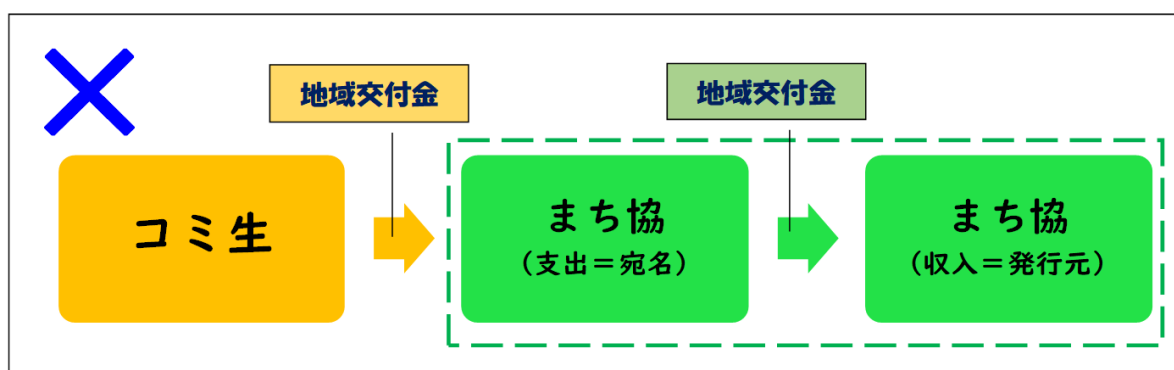 地域交付金
地域交付金
コミ生
まち協
（支出＝宛名）
まち協
（収入＝発行元）